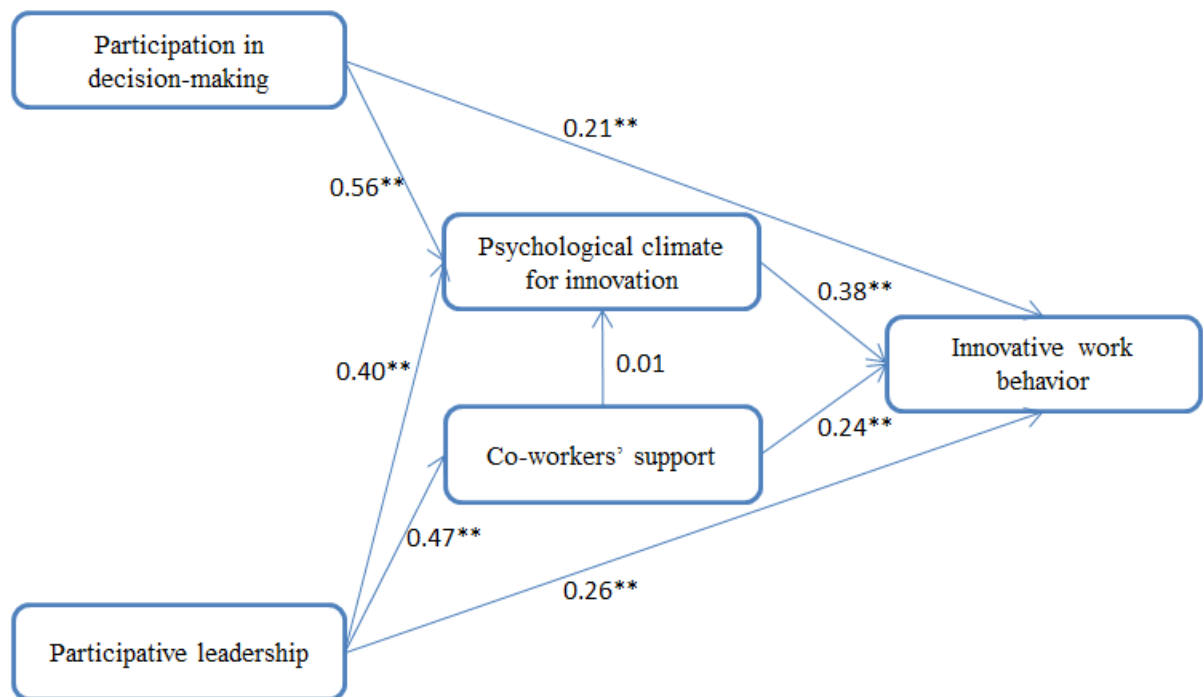 Participation in
decision-making
0.21**
0.56**
Psychological climate
for innovation
0.38**
Innovative work
behavior
0.40**
0.01
Co-workers’ support
0.24**
0.47**
0.26**
Participative leadership